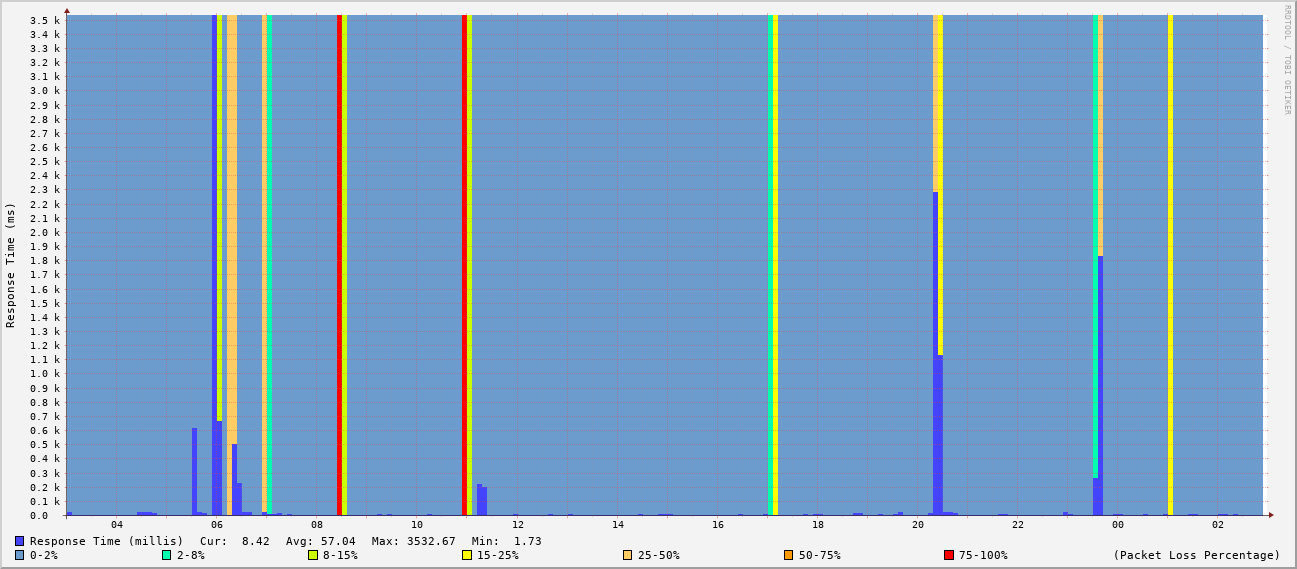 RRDTOOL / TOBI OETIKER
Response Time (ms)
3.5 k
3.4 k
3.3 k
3.2 k
3.1 k
3.0 k
2.9 k
2.8 k
2.7 k
2.6 k
2.5 k
2.4 k
2.3 k
2.2 k
2.1 k
2.0 k
1.9 k
1.8 k
1.7 k
1.6 k
1.5 k
1.4 k
1.3 k
1.2 k
1.1 k
1.0 k
0.9 k
0.8 k
0.7 k
0.6 k
0.5 k
0.4 k
0.3 k
0.2 k
0.1 k
0.0
04 06 08 10 12 14 16 18 20 22 00 02
Response Time (millis) Cur: 8.42 Avg: 57.04 Max: 3532.67 Min: 1.73
0-2% 2-8% 8-15% 15-25% 25-50% 50-75% 75-100% (Packet Loss Percentage)